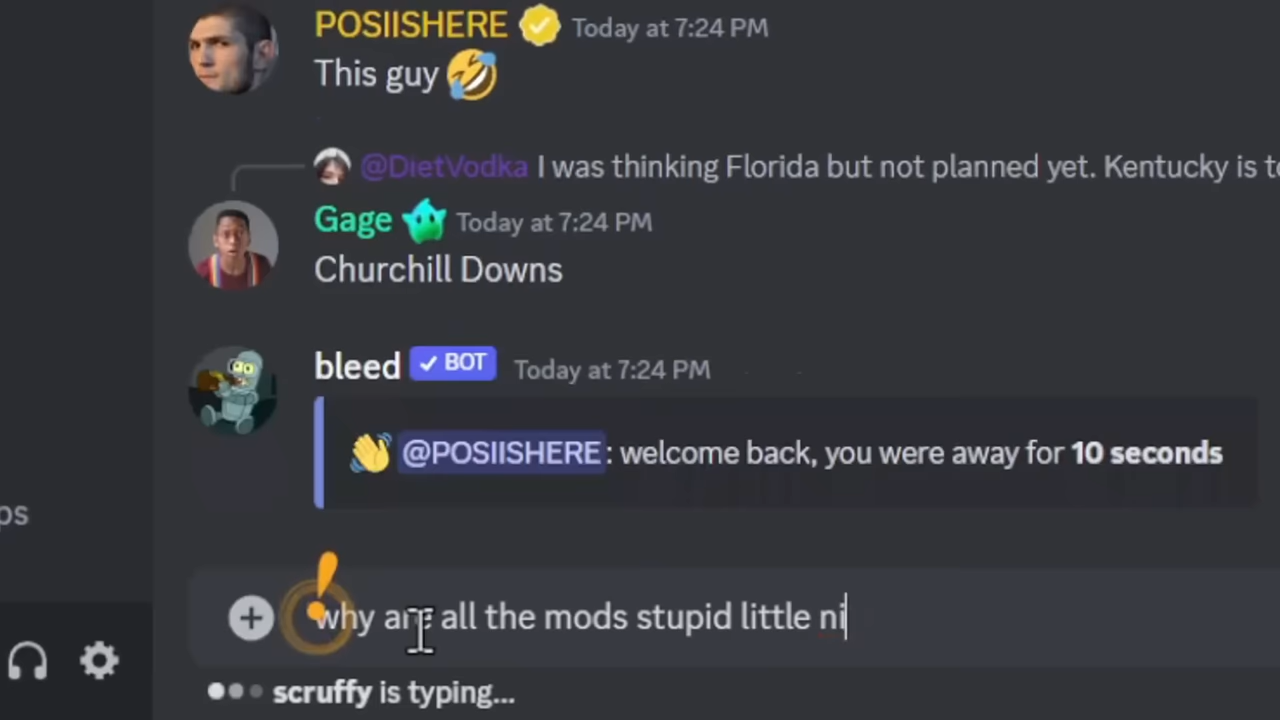 POSIISHERE Today at 7:24 PM
This guy 🤣
@DietVodka I was thinking Florida but not planned yet. Kentucky is
Gage Today at 7:24 PM
Churchill Downs
bleed ✓ BOT Today at 7:24 PM
👋 @POSIISHERE: welcome back, you were away for 10 seconds
ps
why are all the mods stupid little ni
scruffy is typing...